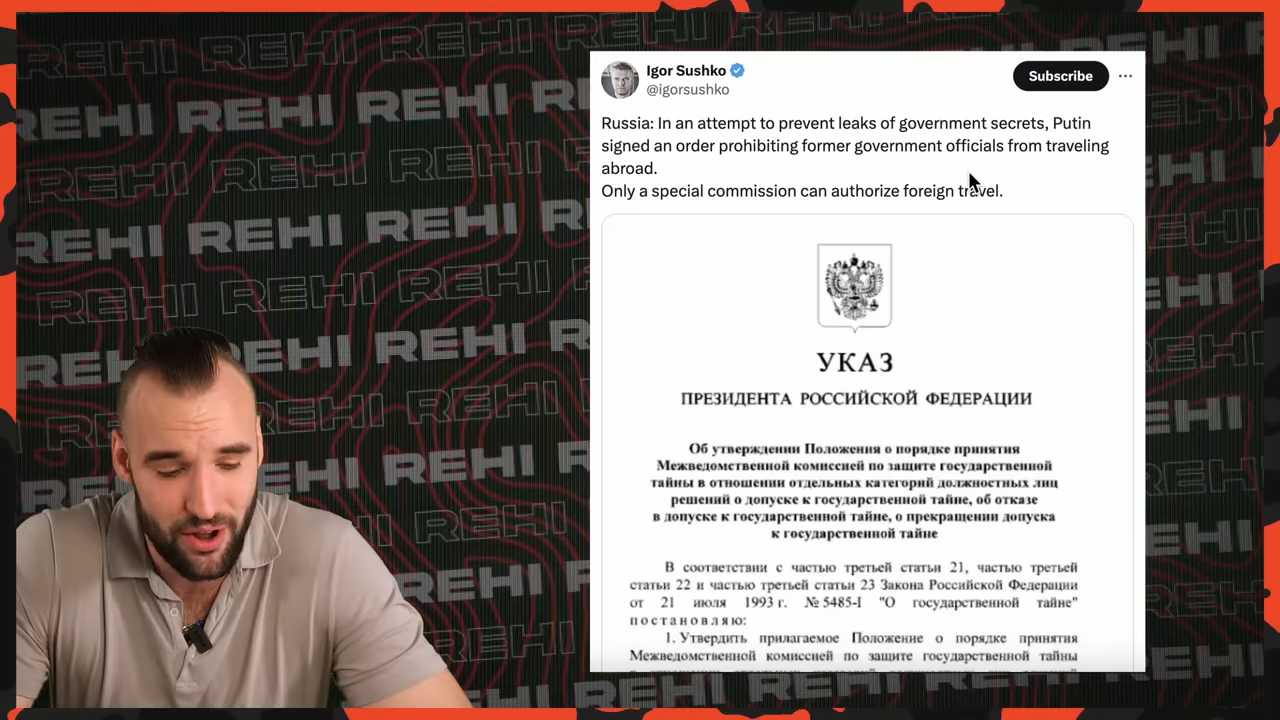 REHI REHI REHI REHI
Igor Sushko
@igorsushko
Subscribe
Russia: In an attempt to prevent leaks of government secrets, Putin
signed an order prohibiting former government officials from traveling
abroad.
Only a special commission can authorize foreign travel.
УКАЗ
ПРЕЗИДЕНТА РОССИЙСКОЙ ФЕДЕРАЦИИ
Об утверждении Положения о порядке принятия
Межведомственной комиссией по защите государственной
тайны в отношении отдельных категорий должностных лиц
решений о допуске к государственной тайне, об отказе
в допуске к государственной тайне, о прекращении допуска
к государственной тайне
В соответствии с частью третьей статьи 21, частью третьей
статьи 22 и частью третьей статьи 23 Закона Российской Федерации
от 21 июля 1993 г. № 5485-I "О государственной тайне"
постановляю:
1. Утвердить прилагаемое Положение о порядке принятия
Межведомственной комиссией по защите государственной тайны